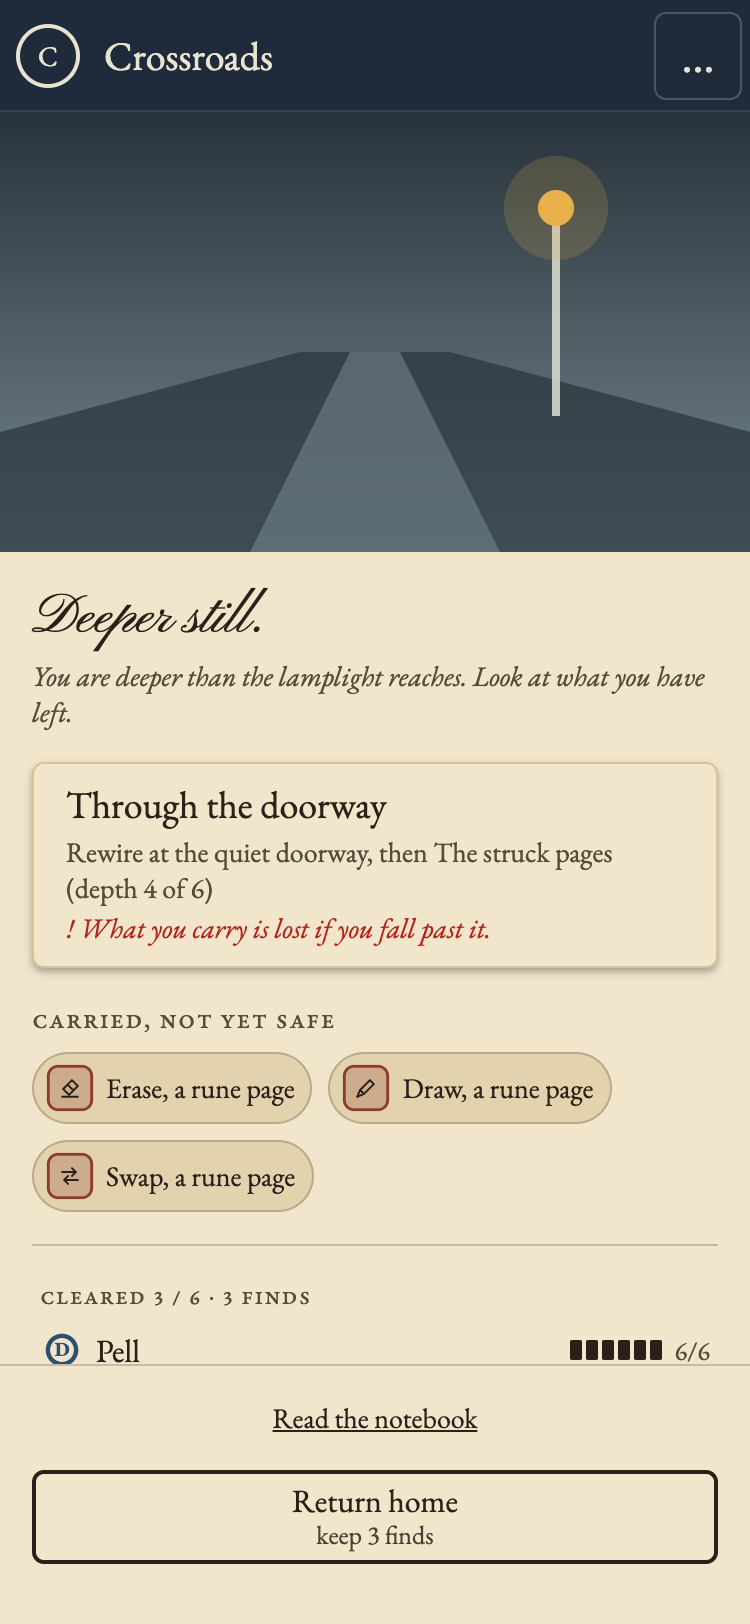 C Crossroads ...
Deeper still.
You are deeper than the lamplight reaches. Look at what you have
left.
Through the doorway
Rewire at the quiet doorway, then The struck pages
(depth 4 of 6)
! What you carry is lost if you fall past it.
CARRIED, NOT YET SAFE
Erase, a rune page
Draw, a rune page
Swap, a rune page
CLEARED 3 / 6 · 3 FINDS
D Pell 6/6
Read the notebook
Return home
keep 3 finds